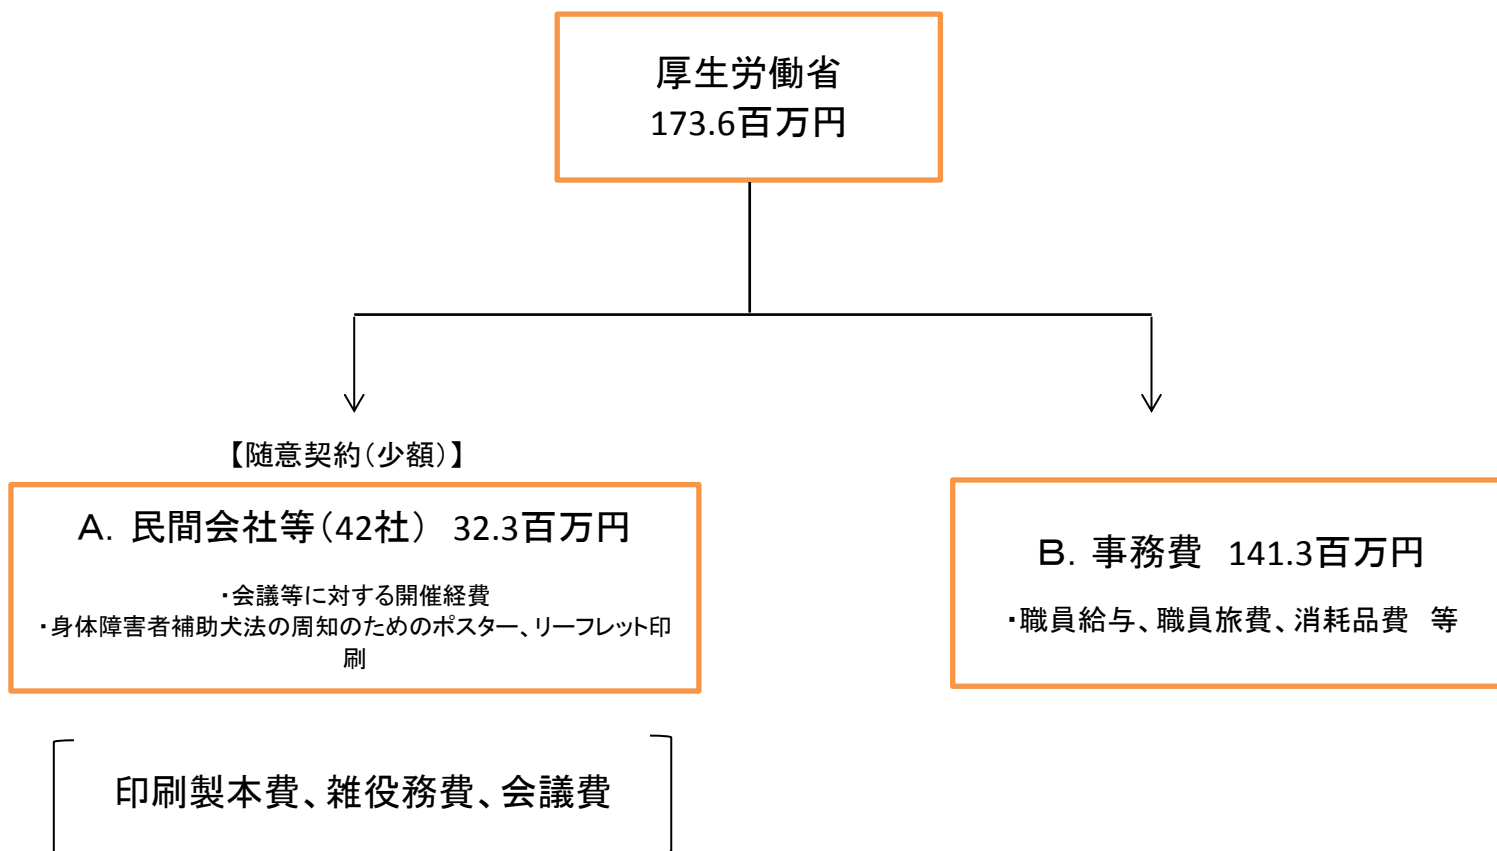 厚生労働省
173.6百万円
【随意契約(少額)】
A. 民間会社等(42社) 32.3百万円
・会議等に対する開催経費
・身体障害者補助犬法の周知のためのポスター、リーフレット印
刷
B. 事務費 141.3百万円
・職員給与、職員旅費、消耗品費 等
印刷製本費、雑役務費、会議費